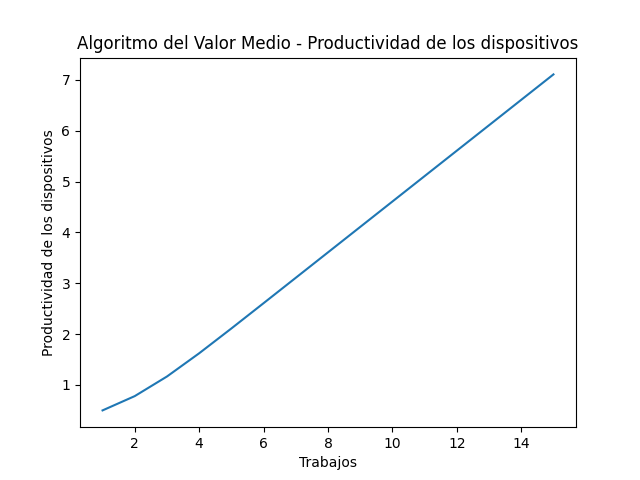 Algoritmo del Valor Medio - Productividad de los dispositivos
Productividad de los dispositivos
7
6
5
4
3
2
1
2 4 6 8 10 12 14
Trabajos